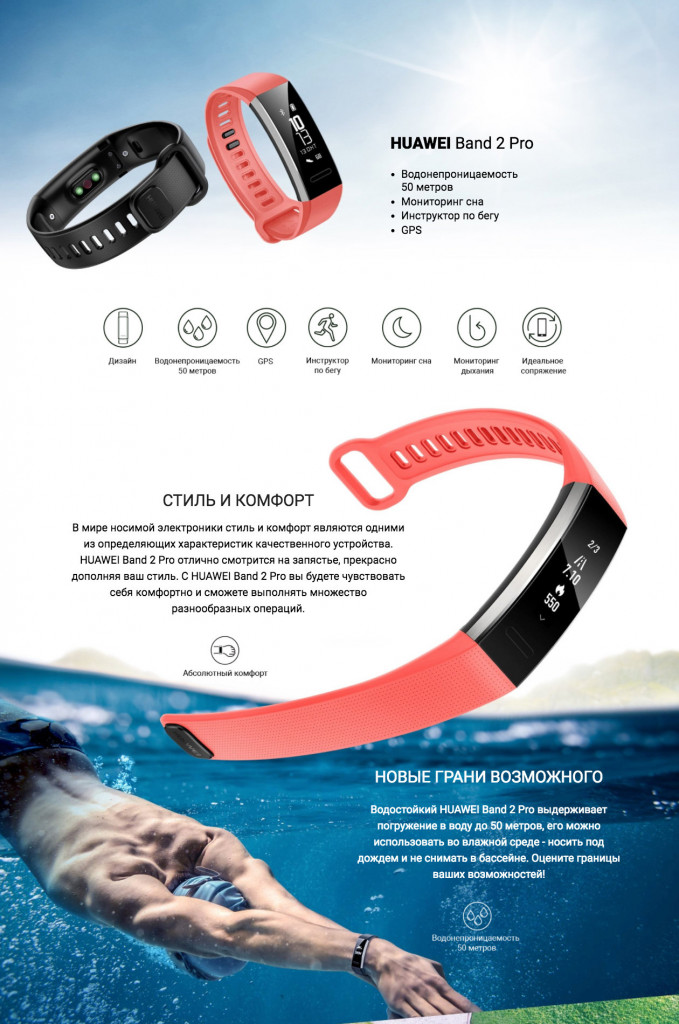 10
23
ПЗ ОКТ
HUAWEI Band 2 Pro
• Водонепроницаемость
50 метров
• Мониторинг сна
• Инструктор по бегу
• GPS
Дизайн
Водонепроницаемость
50 метров
GPS
Инструктор
по бегу
Мониторинг сна
Мониторинг
дыхания
Идеальное
сопряжение
СТИЛЬ И КОМФОРТ
В мире носимой электроники стиль и комфорт являются одними
из определяющих характеристик качественного устройства.
HUAWEI Band 2 Pro отлично смотрится на запястье, прекрасно
дополняя ваш стиль. С HUAWEI Band 2 Pro вы будете чувствовать
себя комфортно и сможете выполнять множество
разнообразных операций.
2/3
7.10
550
Абсолютный комфорт
НОВЫЕ ГРАНИ ВОЗМОЖНОГО
Водостойкий HUAWEI Band 2 Pro выдерживает
погружение в воду до 50 метров, его можно
использовать во влажной среде - носить под
дождем и не снимать в бассейне. Оцените границы
ваших возможностей!
Водонепроницаемость
50 метров